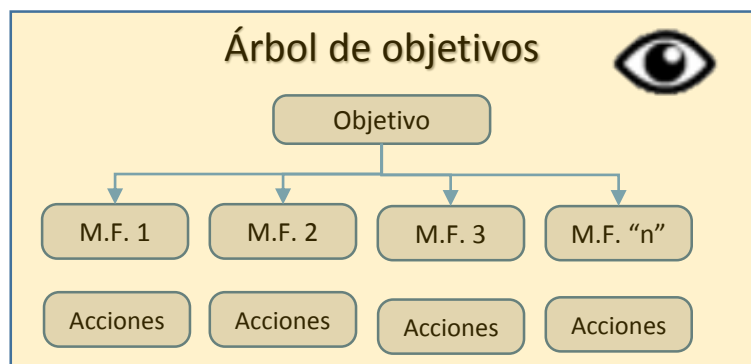 Árbol de objetivos
Objetivo
M.F. 1
M.F. 2
M.F. 3
M.F. “n”
Acciones
Acciones
Acciones
Acciones